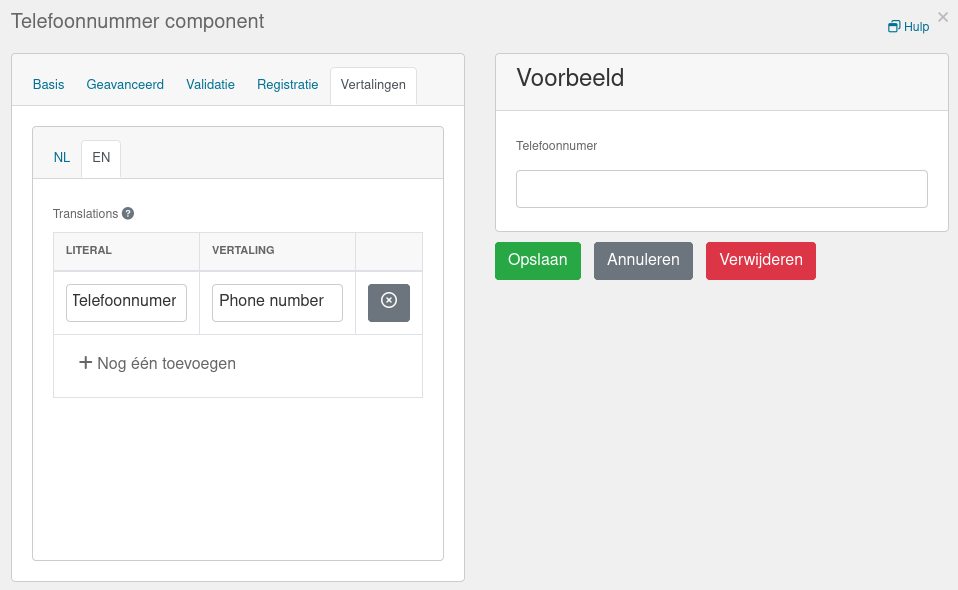 Telefoonnummer component
Hulp
Basis Geavanceerd Validatie Registratie Vertalingen
NL EN
Translations
LITERAL VERTALING
Telefoonnumer Phone number
Nog één toevoegen
Voorbeeld
Telefoonnumer
Opslaan Annuleren Verwijderen